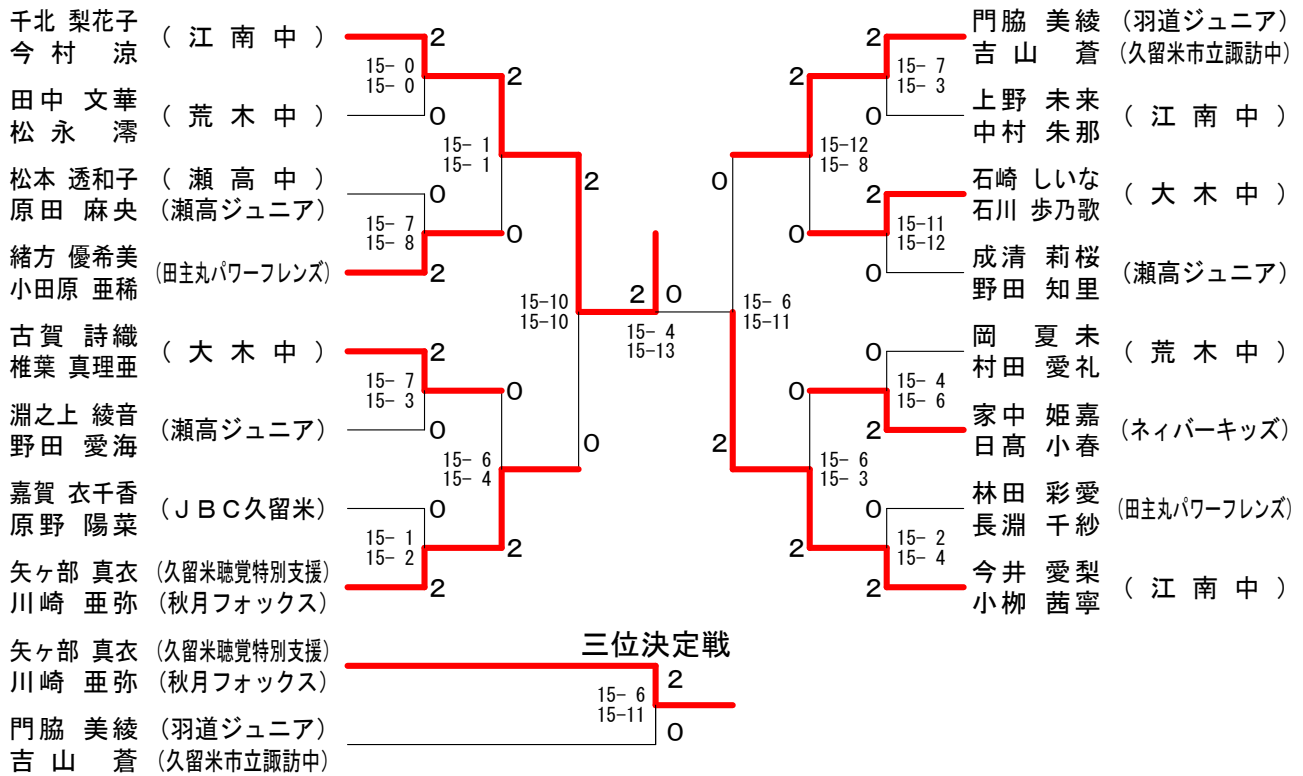 千北 梨花子
今村 涼
(江南中)
2
15- 0
15- 0
田中 文華
松永 澪
(荒木中)
0
2
15- 1
15- 1
松本 透和子 (瀬高中)
原田 麻央 (瀬高ジュニア)
0
15- 7
15- 8
0
緒方 優希美
小田原 亜稀
(田主丸パワーフレンズ)
2
2
15-10
15-10
古賀 詩織
椎葉 真理亜
(大木中)
2
15- 7
15- 3
0
淵之上 綾音
野田 愛海
(瀬高ジュニア)
0
15- 6
15- 4
0
嘉賀 衣千香
原野 陽菜
(JBC久留米)
0
15- 1
15- 2
2
矢ヶ部 真衣 (久留米聴覚特別支援)
川崎 亜弥 (秋月フォックス)
2
2 0
15- 4
15-13
門脇 美綾 (羽道ジュニア)
吉山 蒼 (久留米市立諏訪中)
2
15- 7
15- 3
2
上野 未来
中村 朱那
(江南中)
0
15-12
15- 8
0
石崎 しいな
石川 歩乃歌
(大木中)
2
15-11
15-12
0
成清 莉桜
野田 知里
(瀬高ジュニア)
0
15- 6
15-11
岡 夏未
村田 愛礼
(荒木中)
0
15- 4
15- 6
0
家中 姫嘉
日髙 小春
(ネィバーキッズ)
2
2
15- 6
15- 3
林田 彩愛
長淵 千紗
(田主丸パワーフレンズ)
0
15- 2
15- 4
2
今井 愛梨
小栁 茜寧
(江南中)
2
三位決定戦
矢ヶ部 真衣 (久留米聴覚特別支援)
川崎 亜弥 (秋月フォックス)
2
15- 6
15-11
門脇 美綾 (羽道ジュニア)
吉山 蒼 (久留米市立諏訪中)
0